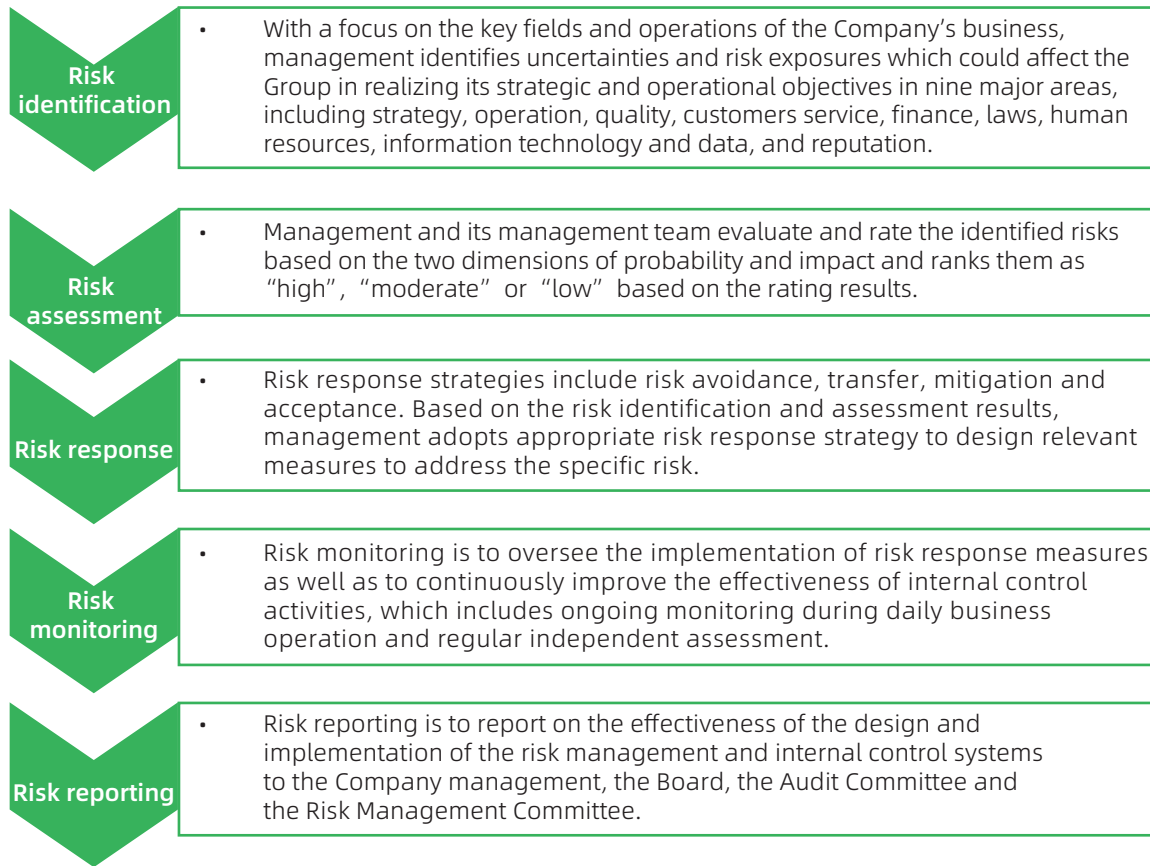 Risk
identification
• With a focus on the key fields and operations of the Company’s business,
management identifies uncertainties and risk exposures which could affect the
Group in realizing its strategic and operational objectives in nine major areas,
including strategy, operation, quality, customers service, finance, laws, human
resources, information technology and data, and reputation.
Risk
assessment
• Management and its management team evaluate and rate the identified risks
based on the two dimensions of probability and impact and ranks them as
“high”, “moderate” or “low” based on the rating results.
Risk response
• Risk response strategies include risk avoidance, transfer, mitigation and
acceptance. Based on the risk identification and assessment results,
management adopts appropriate risk response strategy to design relevant
measures to address the specific risk.
Risk
monitoring
• Risk monitoring is to oversee the implementation of risk response measures
as well as to continuously improve the effectiveness of internal control
activities, which includes ongoing monitoring during daily business
operation and regular independent assessment.
Risk reporting
• Risk reporting is to report on the effectiveness of the design and
implementation of the risk management and internal control systems
to the Company management, the Board, the Audit Committee and
the Risk Management Committee.